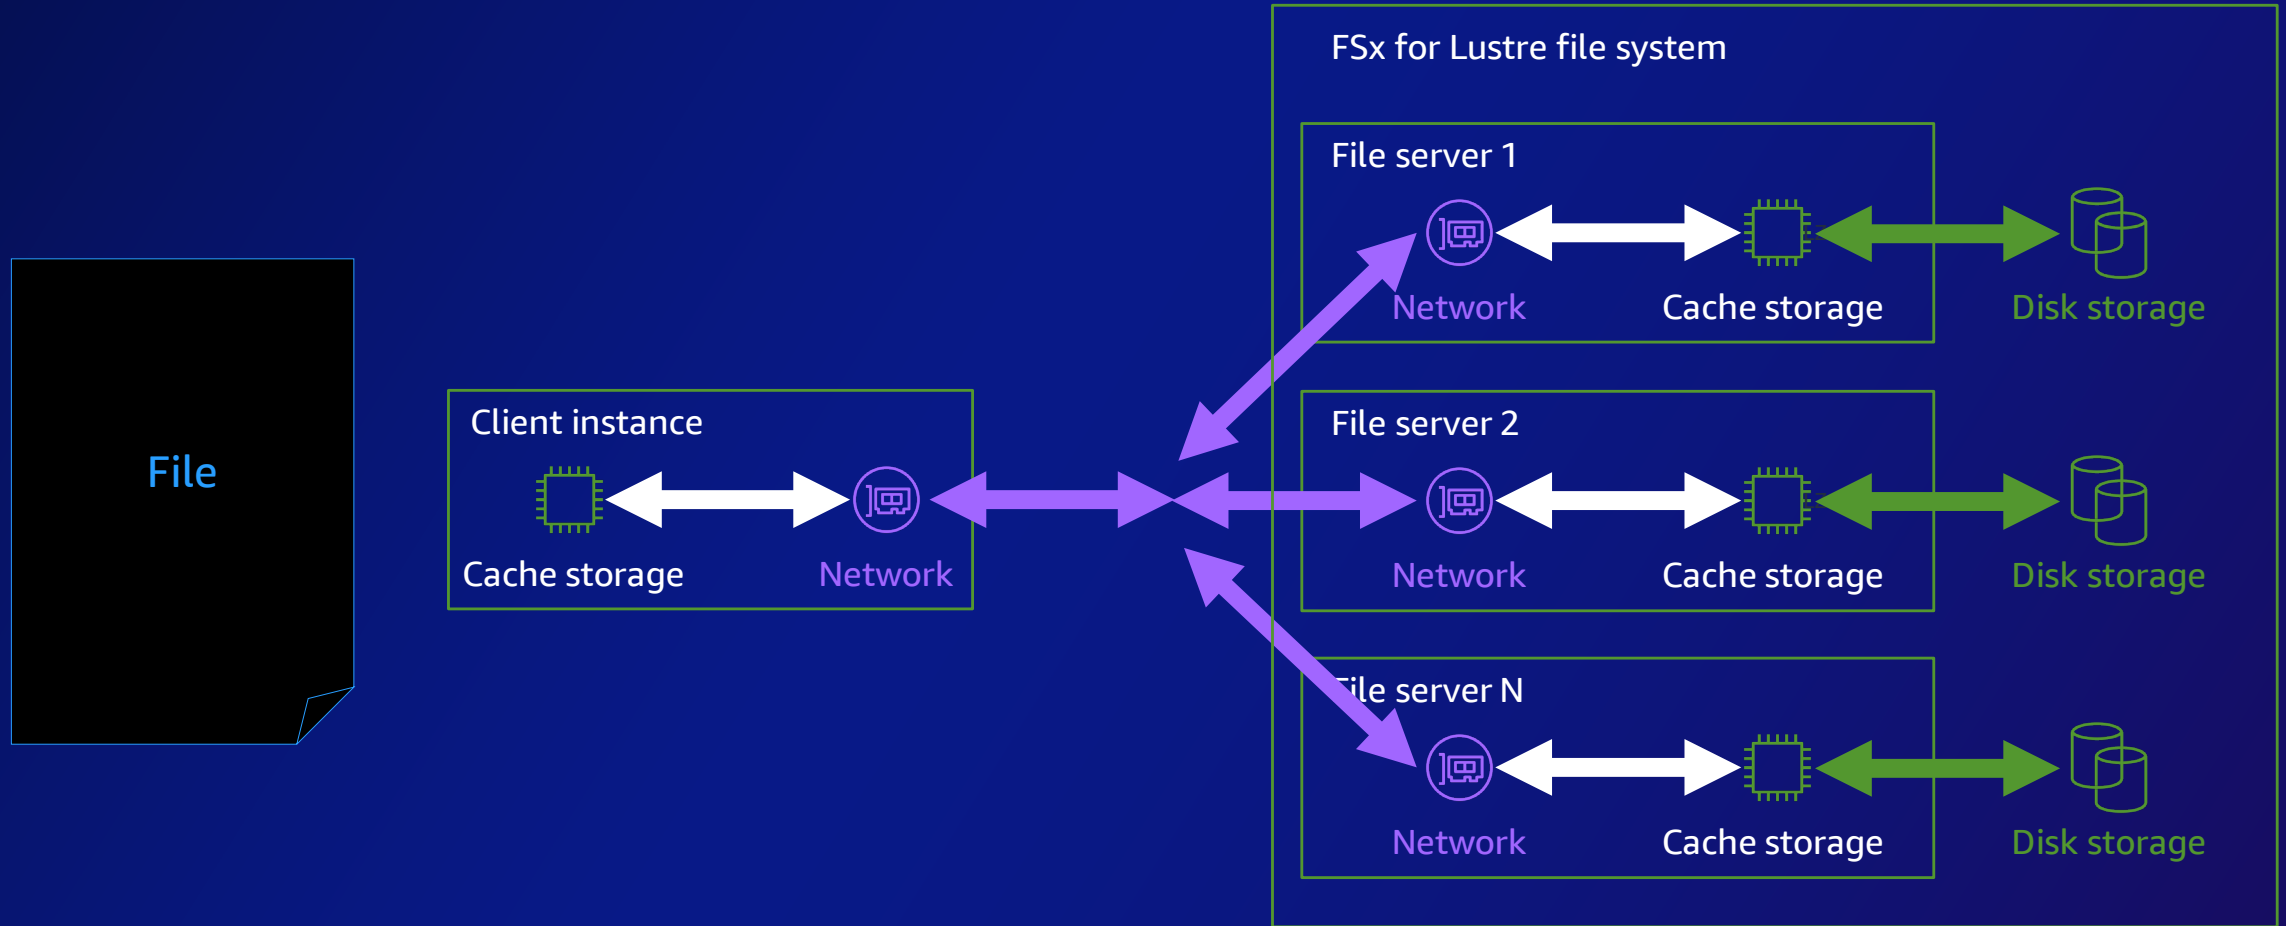 FSx for Lustre file system
File server 1
Network
Cache storage
Disk storage
File
Client instance
Cache storage
Network
File server 2
Network
Cache storage
Disk storage
File server N
Network
Cache storage
Disk storage